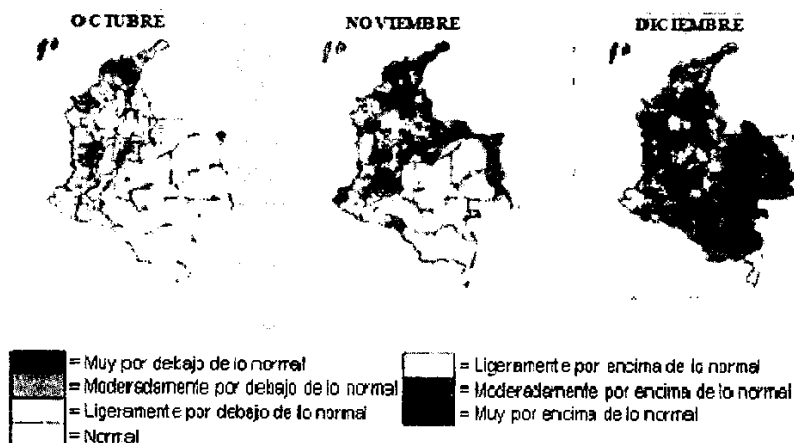 OCTUBRE
NOVIEMBRE
DICIEMBRE
= Muy por debajo de lo normal
= Moderadamente por debajo de lo normal
= Ligeramente por debajo de lo normal
= Normal
= Ligeramente por encima de lo normal
= Moderadamente por encima de lo normal
= Muy por encima de lo normal